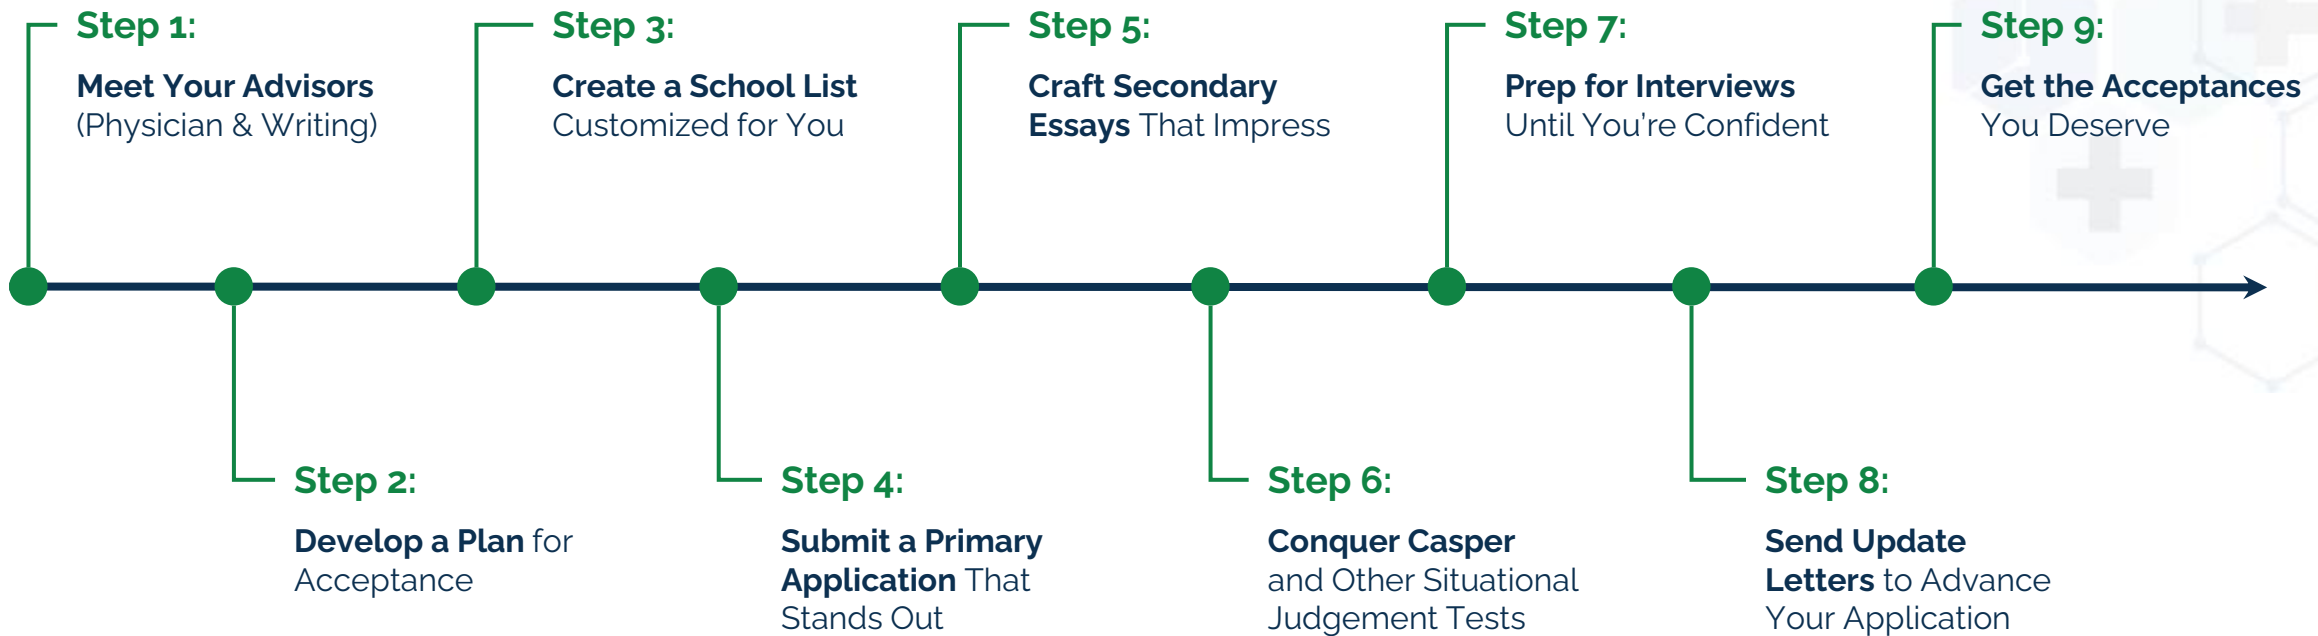 Step 1:
Meet Your Advisors
(Physician & Writing)
Step 2:
Develop a Plan for
Acceptance
Step 3:
Create a School List
Customized for You
Step 4:
Submit a Primary
Application That
Stands Out
Step 5:
Craft Secondary
Essays That Impress
Step 6:
Conquer Casper
and Other Situational
Judgement Tests
Step 7:
Prep for Interviews
Until You’re Confident
Step 8:
Send Update
Letters to Advance
Your Application
Step 9:
Get the Acceptances
You Deserve